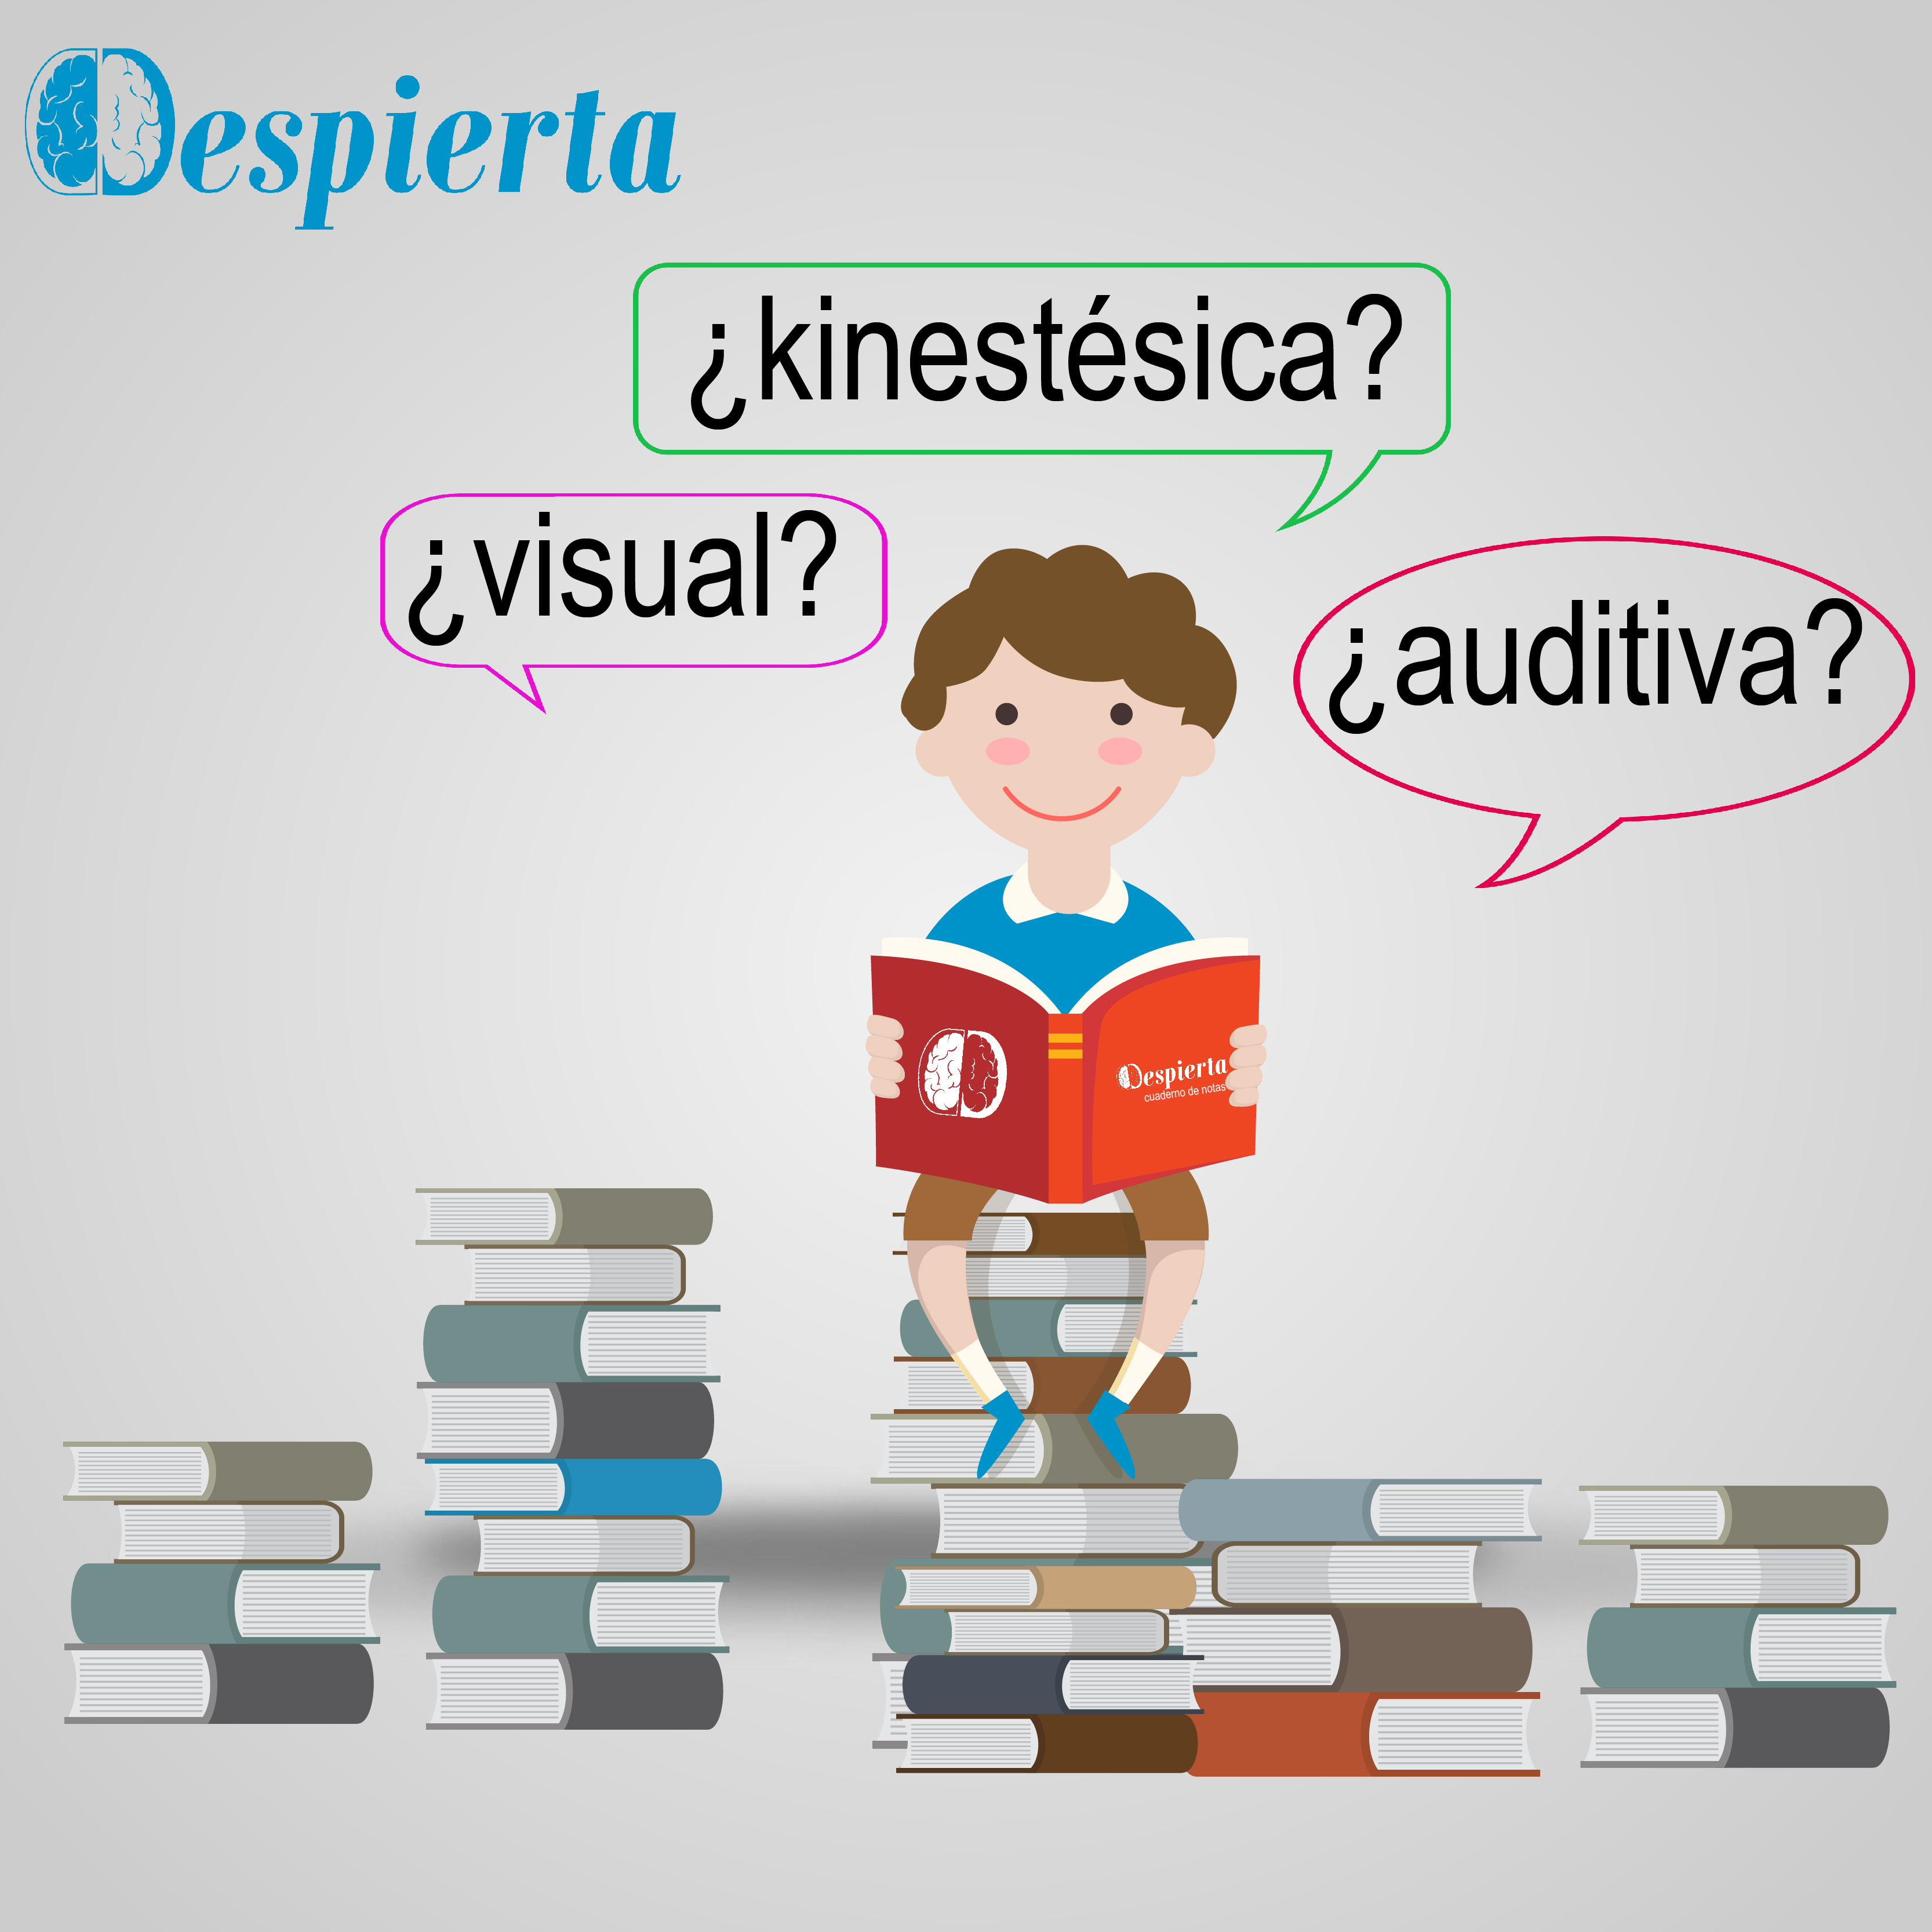 Despierta
¿kinestésica?
¿visual?
¿auditiva?
Despierta
cuaderno de notas